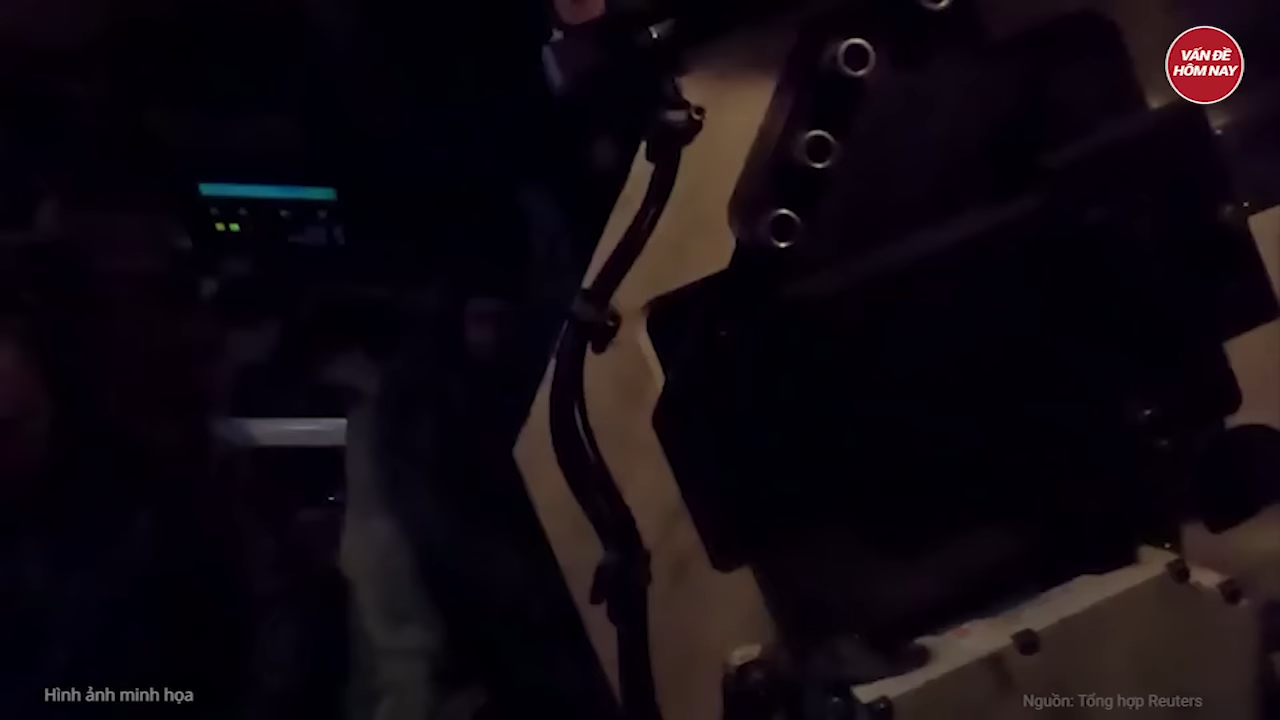 VẤN ĐỀ
HÔM NAY
Hình ảnh minh họa
Nguồn: Tổng hợp Reuters